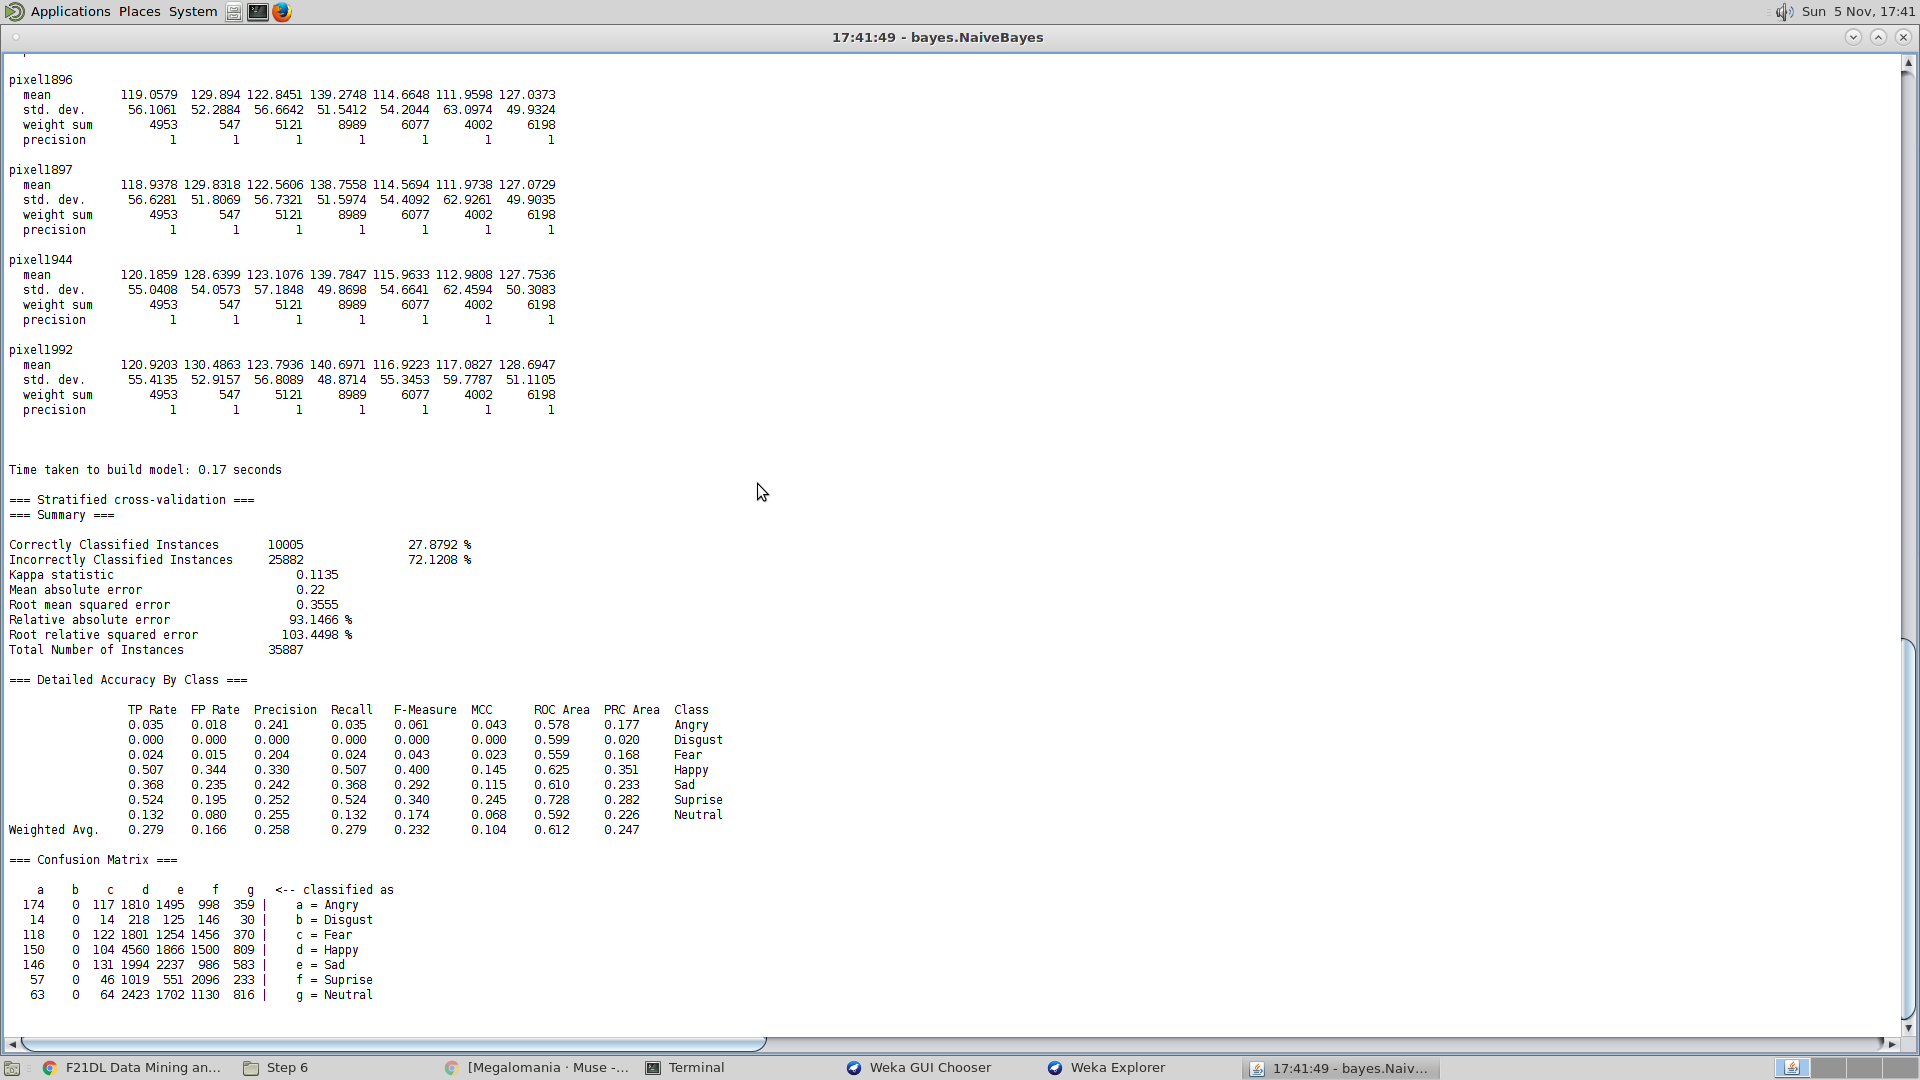 Applications Places System Sun 5 Nov, 17:41
17:41:49 - bayes.NaiveBayes
pixel1896
mean 119.0579 129.894 122.8451 139.2748 114.6648 111.9598 127.0373
std. dev. 56.1061 52.2884 56.6642 51.5412 54.2044 63.0974 49.9324
weight sum 4953 547 5121 8989 6077 4002 6198
precision 1 1 1 1 1 1 1
pixel1897
mean 118.9378 129.8318 122.5606 138.7558 114.5694 111.9738 127.0729
std. dev. 56.6281 51.8069 56.7321 51.5974 54.4092 62.9261 49.9035
weight sum 4953 547 5121 8989 6077 4002 6198
precision 1 1 1 1 1 1 1
pixel1944
mean 120.1859 128.6399 123.1076 139.7847 115.9633 112.9808 127.7536
std. dev. 55.0408 54.0573 57.1848 49.8698 54.6641 62.4594 50.3083
weight sum 4953 547 5121 8989 6077 4002 6198
precision 1 1 1 1 1 1 1
pixel1992
mean 120.9203 130.4863 123.7936 140.6971 116.9223 117.0827 128.6947
std. dev. 55.4135 52.9157 56.8089 48.8714 55.3453 59.7787 51.1105
weight sum 4953 547 5121 8989 6077 4002 6198
precision 1 1 1 1 1 1 1
Time taken to build model: 0.17 seconds
=== Stratified cross-validation ===
=== Summary ===
Correctly Classified Instances 10005 27.8792 %
Incorrectly Classified Instances 25882 72.1208 %
Kappa statistic 0.1135
Mean absolute error 0.22
Root mean squared error 0.3555
Relative absolute error 93.1466 %
Root relative squared error 103.4498 %
Total Number of Instances 35887
=== Detailed Accuracy By Class ===
TP Rate FP Rate Precision Recall F-Measure MCC ROC Area PRC Area Class
0.035 0.018 0.241 0.035 0.061 0.043 0.578 0.177 Angry
0.000 0.000 0.000 0.000 0.000 0.000 0.599 0.020 Disgust
0.024 0.015 0.204 0.024 0.043 0.023 0.559 0.168 Fear
0.507 0.344 0.330 0.507 0.400 0.145 0.625 0.351 Happy
0.368 0.235 0.242 0.368 0.292 0.115 0.610 0.233 Sad
0.524 0.195 0.252 0.524 0.340 0.245 0.728 0.282 Suprise
0.132 0.080 0.255 0.132 0.174 0.068 0.592 0.226 Neutral
Weighted Avg. 0.279 0.166 0.258 0.279 0.232 0.104 0.612 0.247
=== Confusion Matrix ===
a b c d e f g <-- classified as
174 0 117 1810 1495 998 359 | a = Angry
14 0 14 218 125 146 30 | b = Disgust
118 0 122 1801 1254 1456 370 | c = Fear
150 0 104 4560 1866 1500 809 | d = Happy
146 0 131 1994 2237 986 583 | e = Sad
57 0 46 1019 551 2096 233 | f = Suprise
63 0 64 2423 1702 1130 816 | g = Neutral
F21DL Data Mining an... Step 6 [Megalomania · Muse -... Terminal Weka GUI Chooser Weka Explorer 17:41:49 - bayes.Naiv...